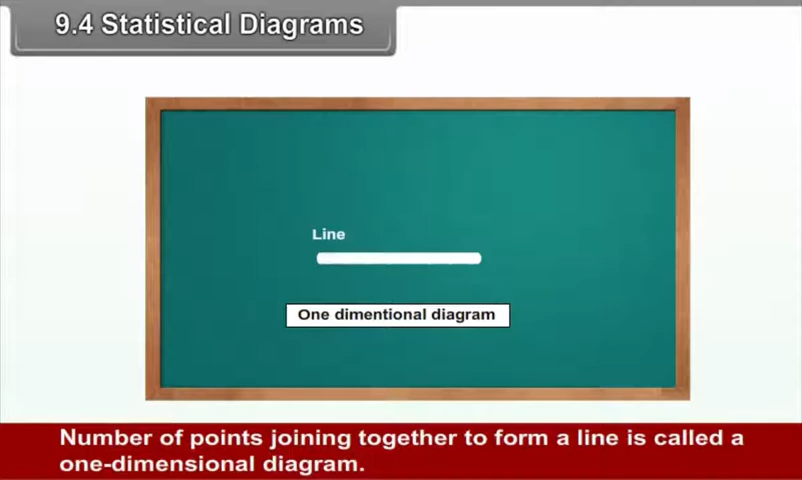 9.4 Statistical Diagrams
Line
One dimentional diagram
Number of points joining together to form a line is called a
one-dimensional diagram.